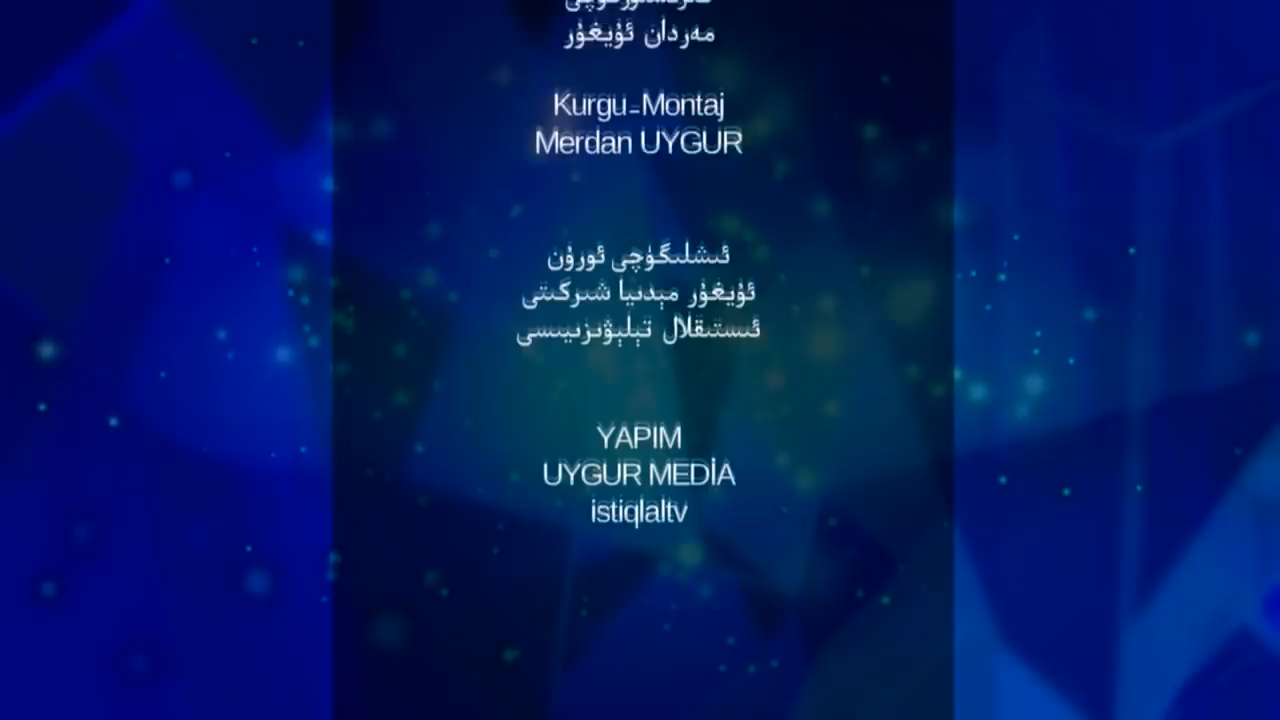 مەردان ئۇيغۇر
Kurgu-Montaj
Merdan UYGUR
ئىشلىگۈچى ئورۇن
ئۇيغۇر مېدىيا شىركىتى
ئىستىقلال تېلېۋىزىيىسى
YAPIM
UYGUR MEDİA
istiqlaltv